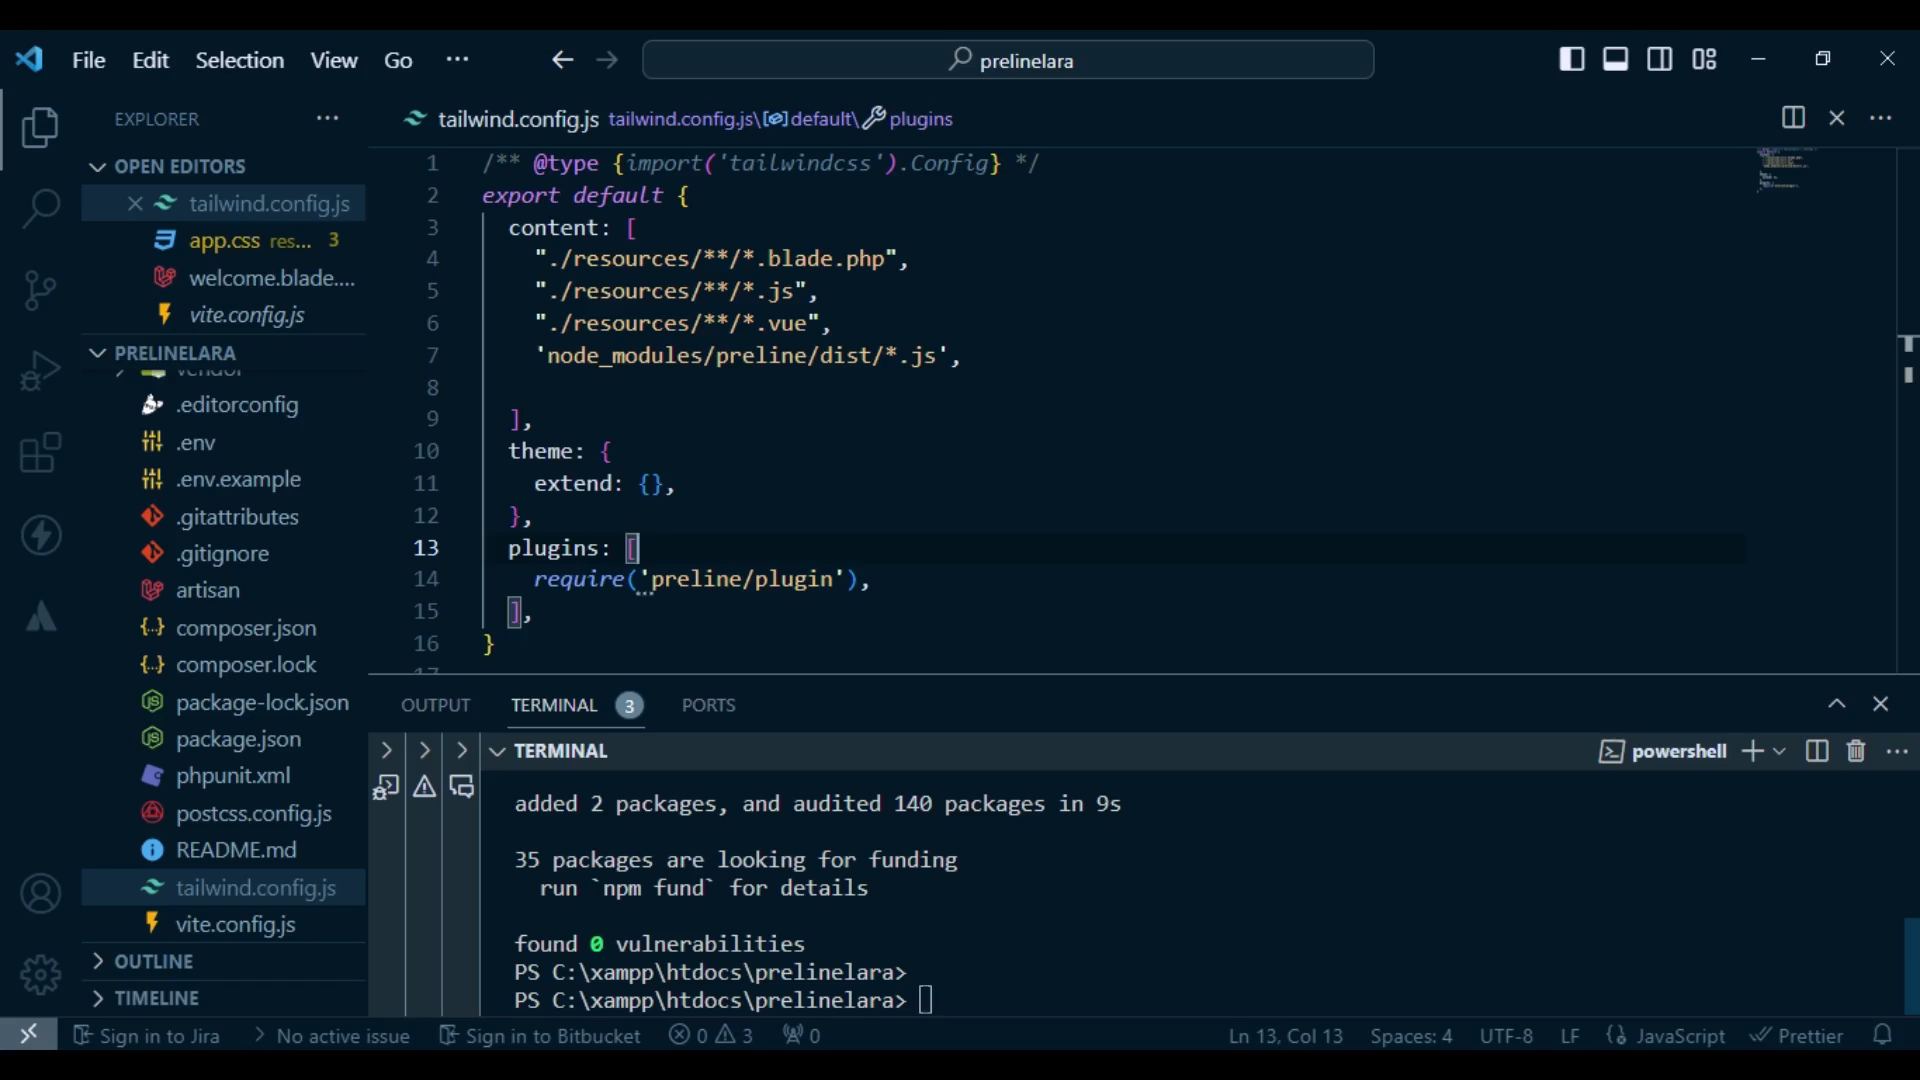 File Edit Selection View Go ··· prelinelara
EXPLORER ···
OPEN EDITORS
tailwind.config.js
app.css res... 3
welcome.blade....
vite.config.js
PRELINELARA
vendor
.editorconfig
.env
.env.example
.gitattributes
.gitignore
artisan
composer.json
composer.lock
package-lock.json
package.json
phpunit.xml
postcss.config.js
README.md
tailwind.config.js
vite.config.js
OUTLINE
TIMELINE
tailwind.config.js tailwind.config.js\default\plugins
1 /** @type {import('tailwindcss').Config} */
2 export default {
3 content: [
4 "./resources/**/*.blade.php",
5 "./resources/**/*.js",
6 "./resources/**/*.vue",
7 'node_modules/preline/dist/*.js',
8
9 ],
10 theme: {
11 extend: {},
12 },
13 plugins: [
14 require('preline/plugin'),
15 ],
16 }
17
OUTPUT TERMINAL 3 PORTS
TERMINAL powershell
added 2 packages, and audited 140 packages in 9s
35 packages are looking for funding
run `npm fund` for details
found 0 vulnerabilities
PS C:\xampp\htdocs\prelinelara>
PS C:\xampp\htdocs\prelinelara>
Sign in to Jira No active issue Sign in to Bitbucket 0 3 0 Ln 13, Col 13 Spaces: 4 UTF-8 LF JavaScript Prettier